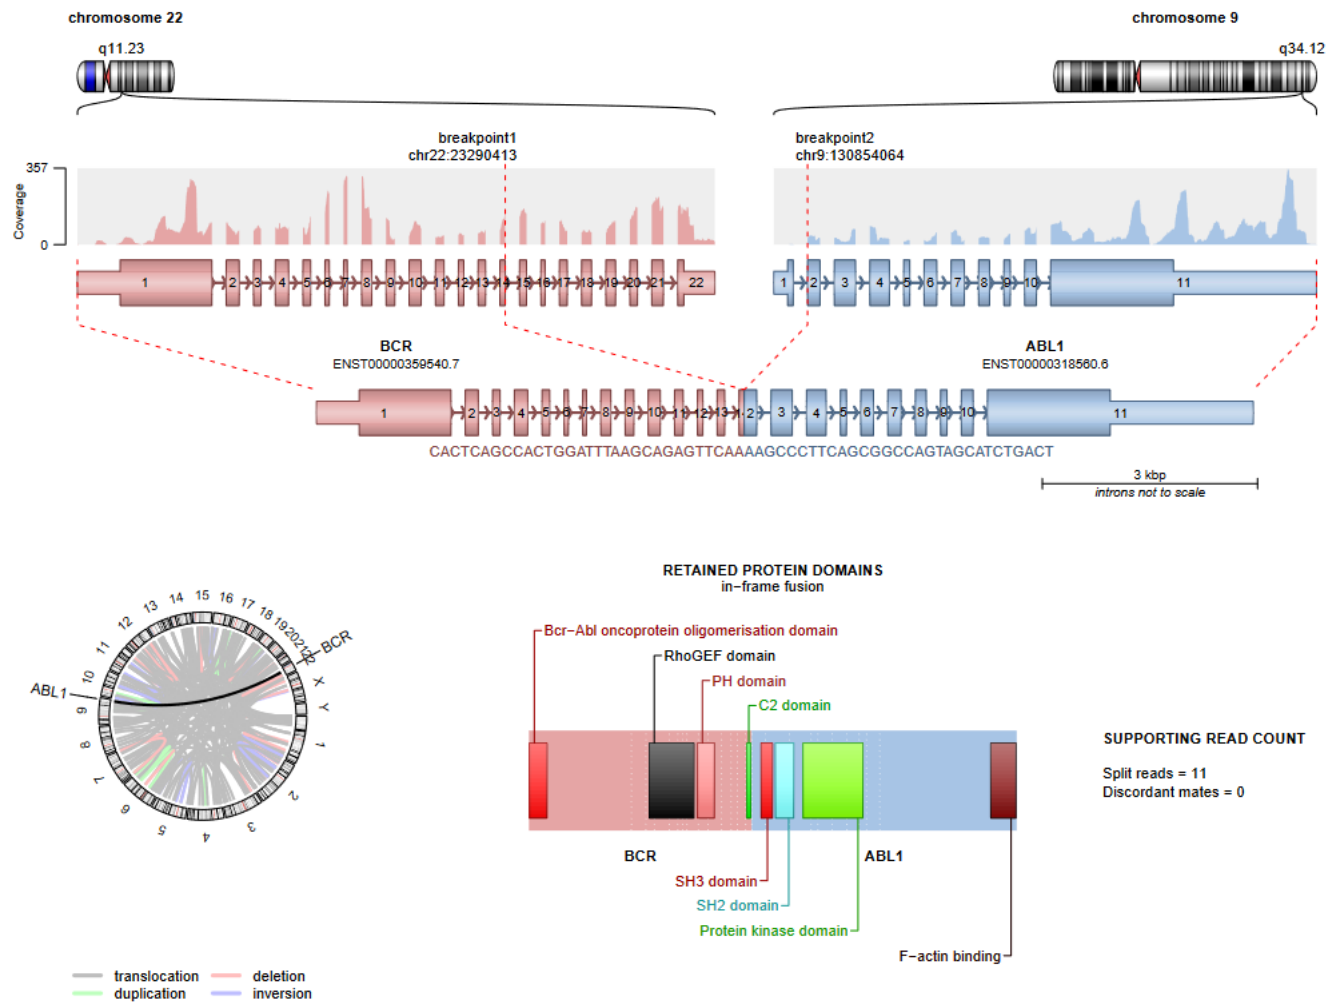 chromosome 22
chromosome 9
q11.23
q34.12
breakpoint1
chr22:23290413
breakpoint2
chr9:130854064
357
Coverage
0
1 2 3 4 5 6 7 8 9 10 11 12 13 14 15 16 17 18 19 20 21 22
1 2 3 4 5 6 7 8 9 10 11
BCR
ENST00000359540.7
ABL1
ENST00000318560.6
1 2 3 4 5 6 7 8 9 10 11 12 13 14 2 3 4 5 6 7 8 9 10 11
CACTCAGCCACTGGATTTAAGCAGAGTTCAAAAGCCCTTCAGCGGCCAGTAGCATCTGACT
3 kbp
introns not to scale
RETAINED PROTEIN DOMAINS
in-frame fusion
Bcr-Abl oncoprotein oligomerisation domain
RhoGEF domain
PH domain
C2 domain
BCR
ABL1
SH3 domain
SH2 domain
Protein kinase domain
F-actin binding
SUPPORTING READ COUNT
Split reads = 11
Discordant mates = 0
1 2 3 4 5 6 7 8 9 10 11 12 13 14 15 16 17 18 19 20 21 22 X Y
BCR
ABL1
translocation
deletion
duplication
inversion